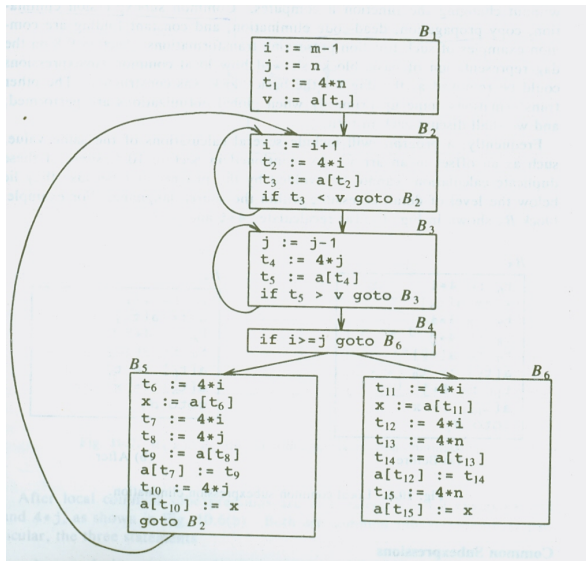 B1
i := m-1
j := n
t1 := 4*n
v := a[t1]
B2
i := i+1
t2 := 4*i
t3 := a[t2]
if t3 < v goto B2
B3
j := j-1
t4 := 4*j
t5 := a[t4]
if t5 > v goto B3
B4
if i>=j goto B6
B5
t6 := 4*i
x := a[t6]
t7 := 4*i
t8 := 4*j
t9 := a[t8]
a[t7] := t9
t10 := 4*j
a[t10] := x
goto B2
B6
t11 := 4*i
x := a[t11]
t12 := 4*i
t13 := 4*n
t14 := a[t13]
a[t12] := t14
t15 := 4*n
a[t15] := x